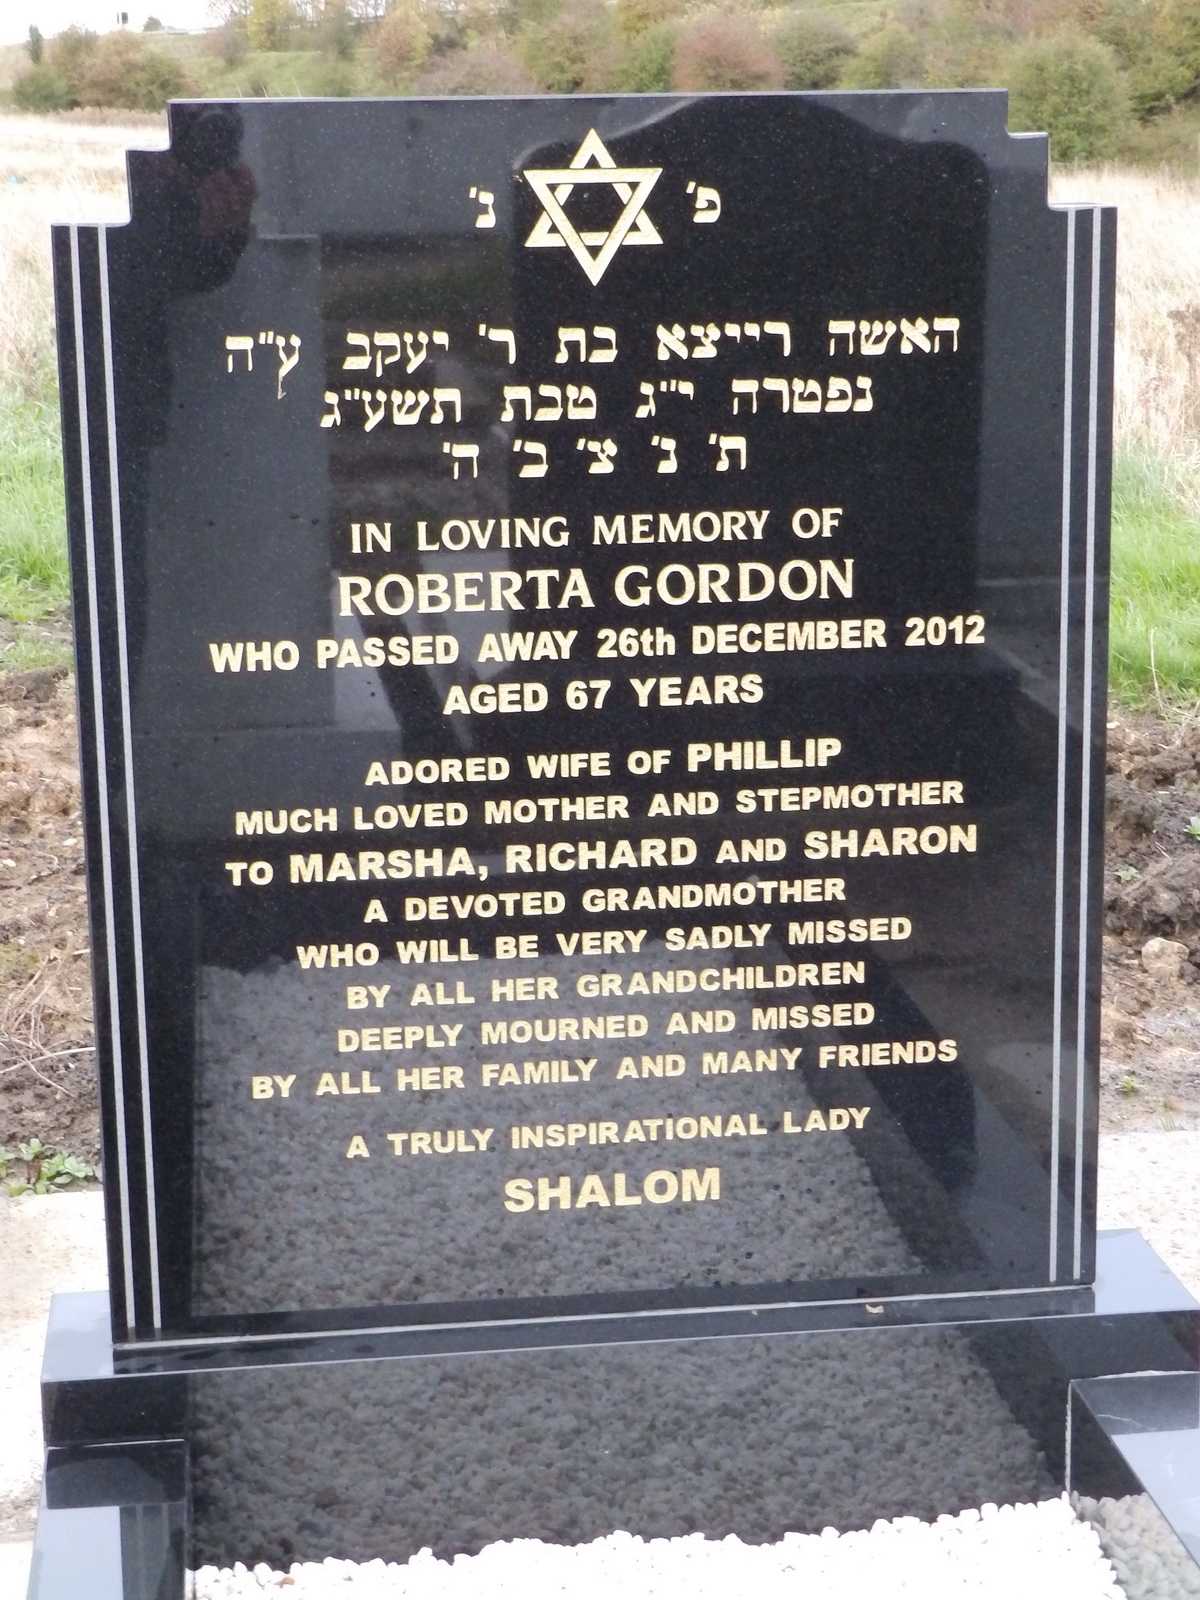 פ' נ'
האשה רייצא בת ר' יעקב ע"ה
נפטרה י"ג טבת תשע"ג
ת' נ' צ' ב' ה'
IN LOVING MEMORY OF
ROBERTA GORDON
WHO PASSED AWAY 26th DECEMBER 2012
AGED 67 YEARS
ADORED WIFE OF PHILLIP
MUCH LOVED MOTHER AND STEPMOTHER
TO MARSHA, RICHARD AND SHARON
A DEVOTED GRANDMOTHER
WHO WILL BE VERY SADLY MISSED
BY ALL HER GRANDCHILDREN
DEEPLY MOURNED AND MISSED
BY ALL HER FAMILY AND MANY FRIENDS
A TRULY INSPIRATIONAL LADY
SHALOM